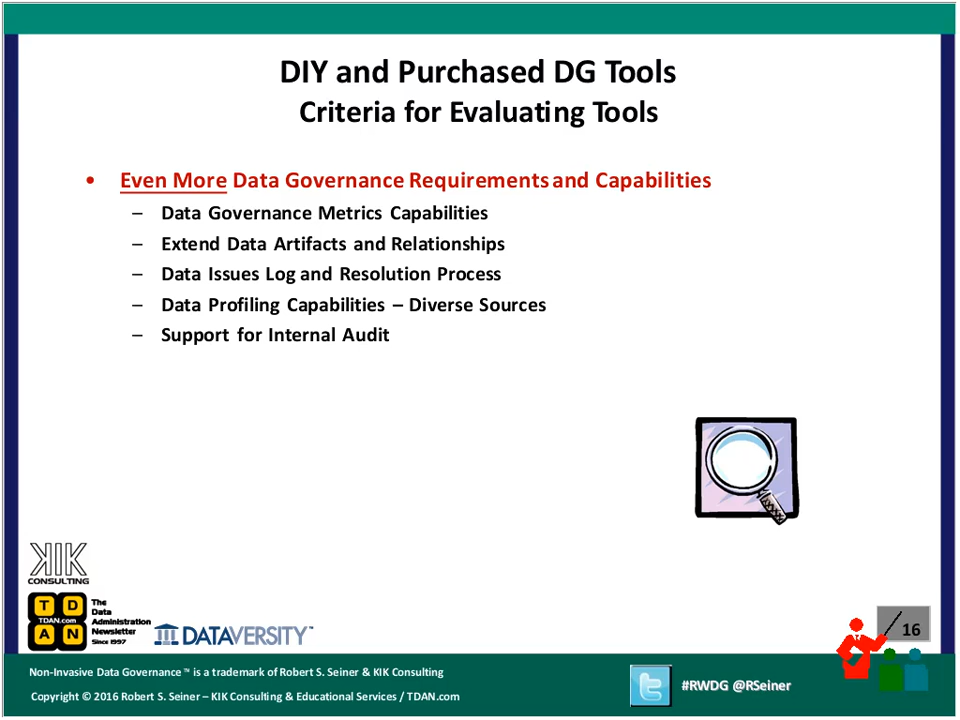 DIY and Purchased DG Tools
Criteria for Evaluating Tools
• Even More Data Governance Requirements and Capabilities
– Data Governance Metrics Capabilities
– Extend Data Artifacts and Relationships
– Data Issues Log and Resolution Process
– Data Profiling Capabilities – Diverse Sources
– Support for Internal Audit
KIK
CONSULTING
T D
TDAN.com
A N
The
Data
Administration
Newsletter
Since 1997
DATAVERSITY™
16
Non-Invasive Data Governance™ is a trademark of Robert S. Seiner & KIK Consulting
Copyright © 2016 Robert S. Seiner – KIK Consulting & Educational Services / TDAN.com
#RWDG @RSeiner